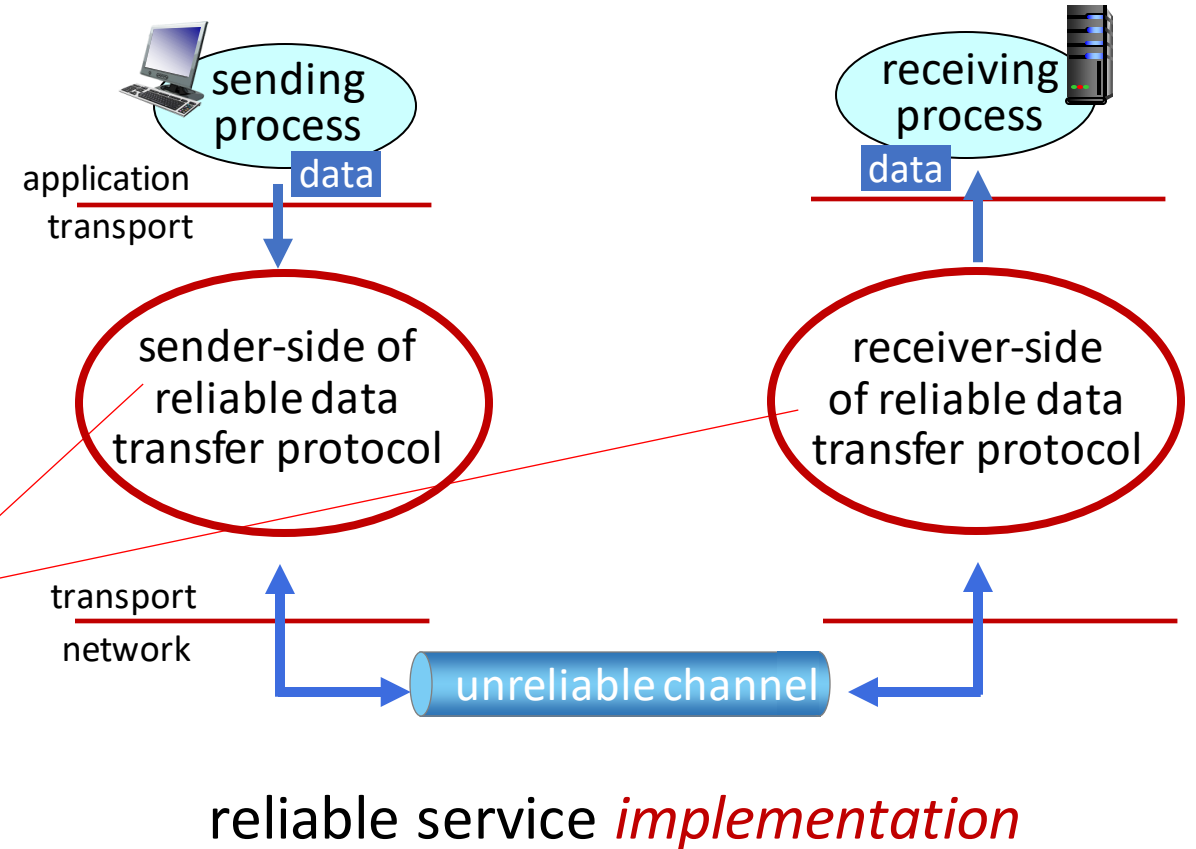 sending
process
data
receiving
process
data
application
transport
sender-side of
reliable data
transfer protocol
receiver-side
of reliable data
transfer protocol
transport
network
unreliable channel
reliable service implementation